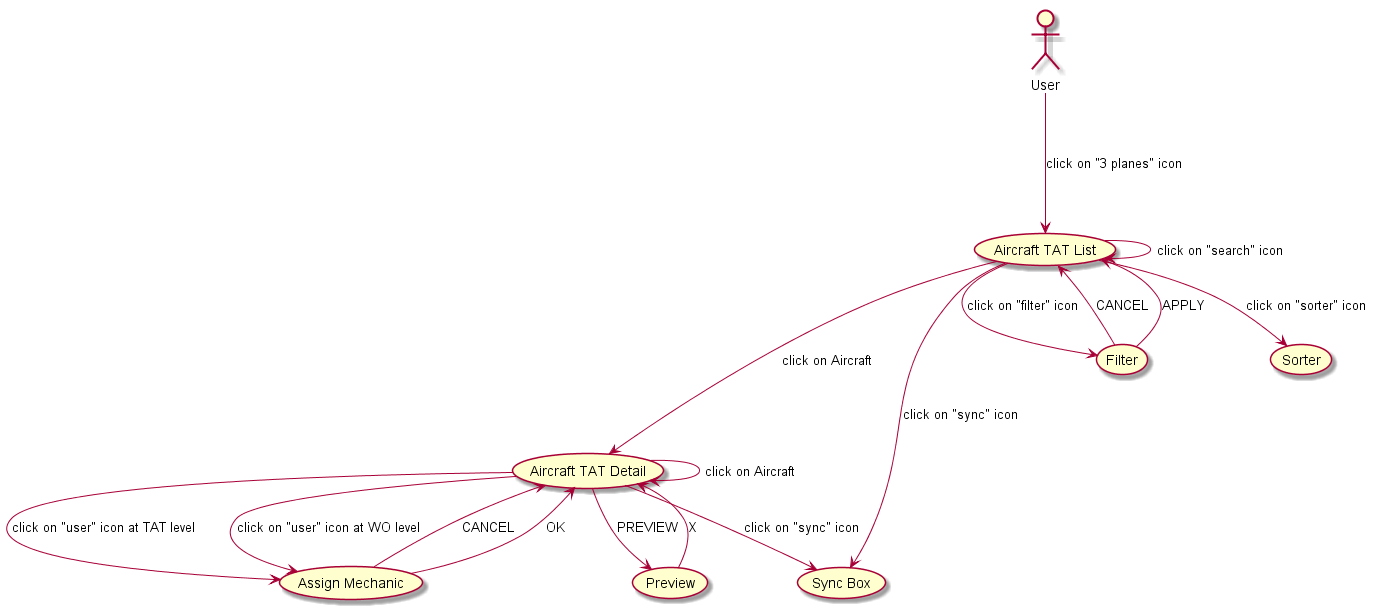 User
click on "3 planes" icon
Aircraft TAT List
click on "search" icon
click on "filter" icon
CANCEL
APPLY
click on "sorter" icon
Filter
Sorter
click on Aircraft
click on "sync" icon
Aircraft TAT Detail
click on Aircraft
click on "user" icon at TAT level
click on "user" icon at WO level
CANCEL
OK
PREVIEW
X
click on "sync" icon
Assign Mechanic
Preview
Sync Box